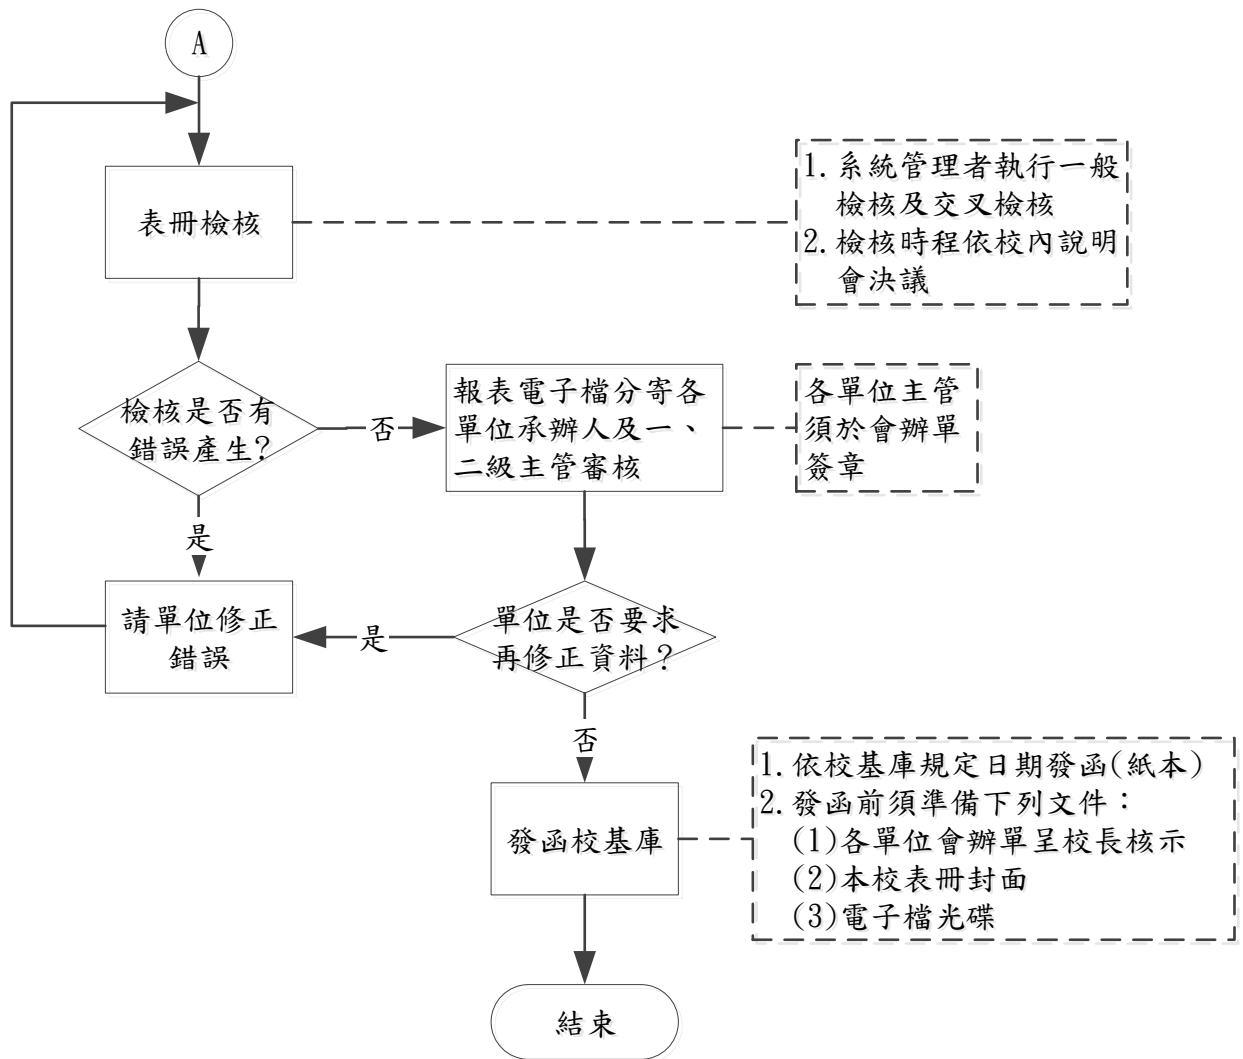 A
表冊檢核
1.系統管理者執行一般
檢核及交叉檢核
2.檢核時程依校內說明
會決議
檢核是否有
錯誤產生?
否
報表電子檔分寄各
單位承辦人及一、
二級主管審核
各單位主管
須於會辦單
簽章
是
請單位修正
錯誤
是
單位是否要求
再修正資料？
否
發函校基庫
1.依校基庫規定日期發函(紙本)
2.發函前須準備下列文件：
(1)各單位會辦單呈校長核示
(2)本校表冊封面
(3)電子檔光碟
結束